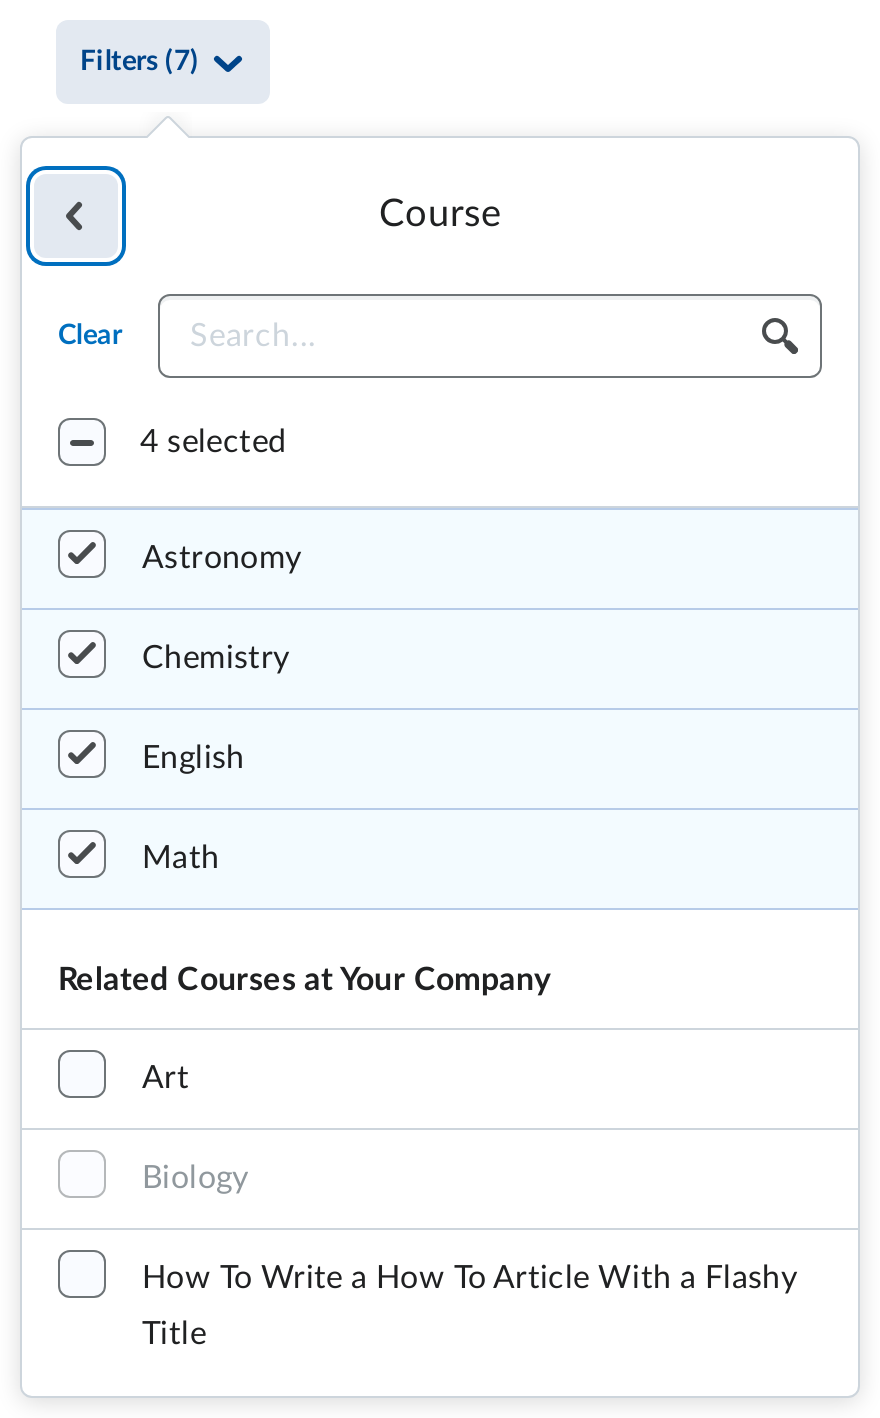 Filters (7)
Course
Clear
Search...
4 selected
Astronomy
Chemistry
English
Math
Related Courses at Your Company
Art
Biology
How To Write a How To Article With a Flashy
Title